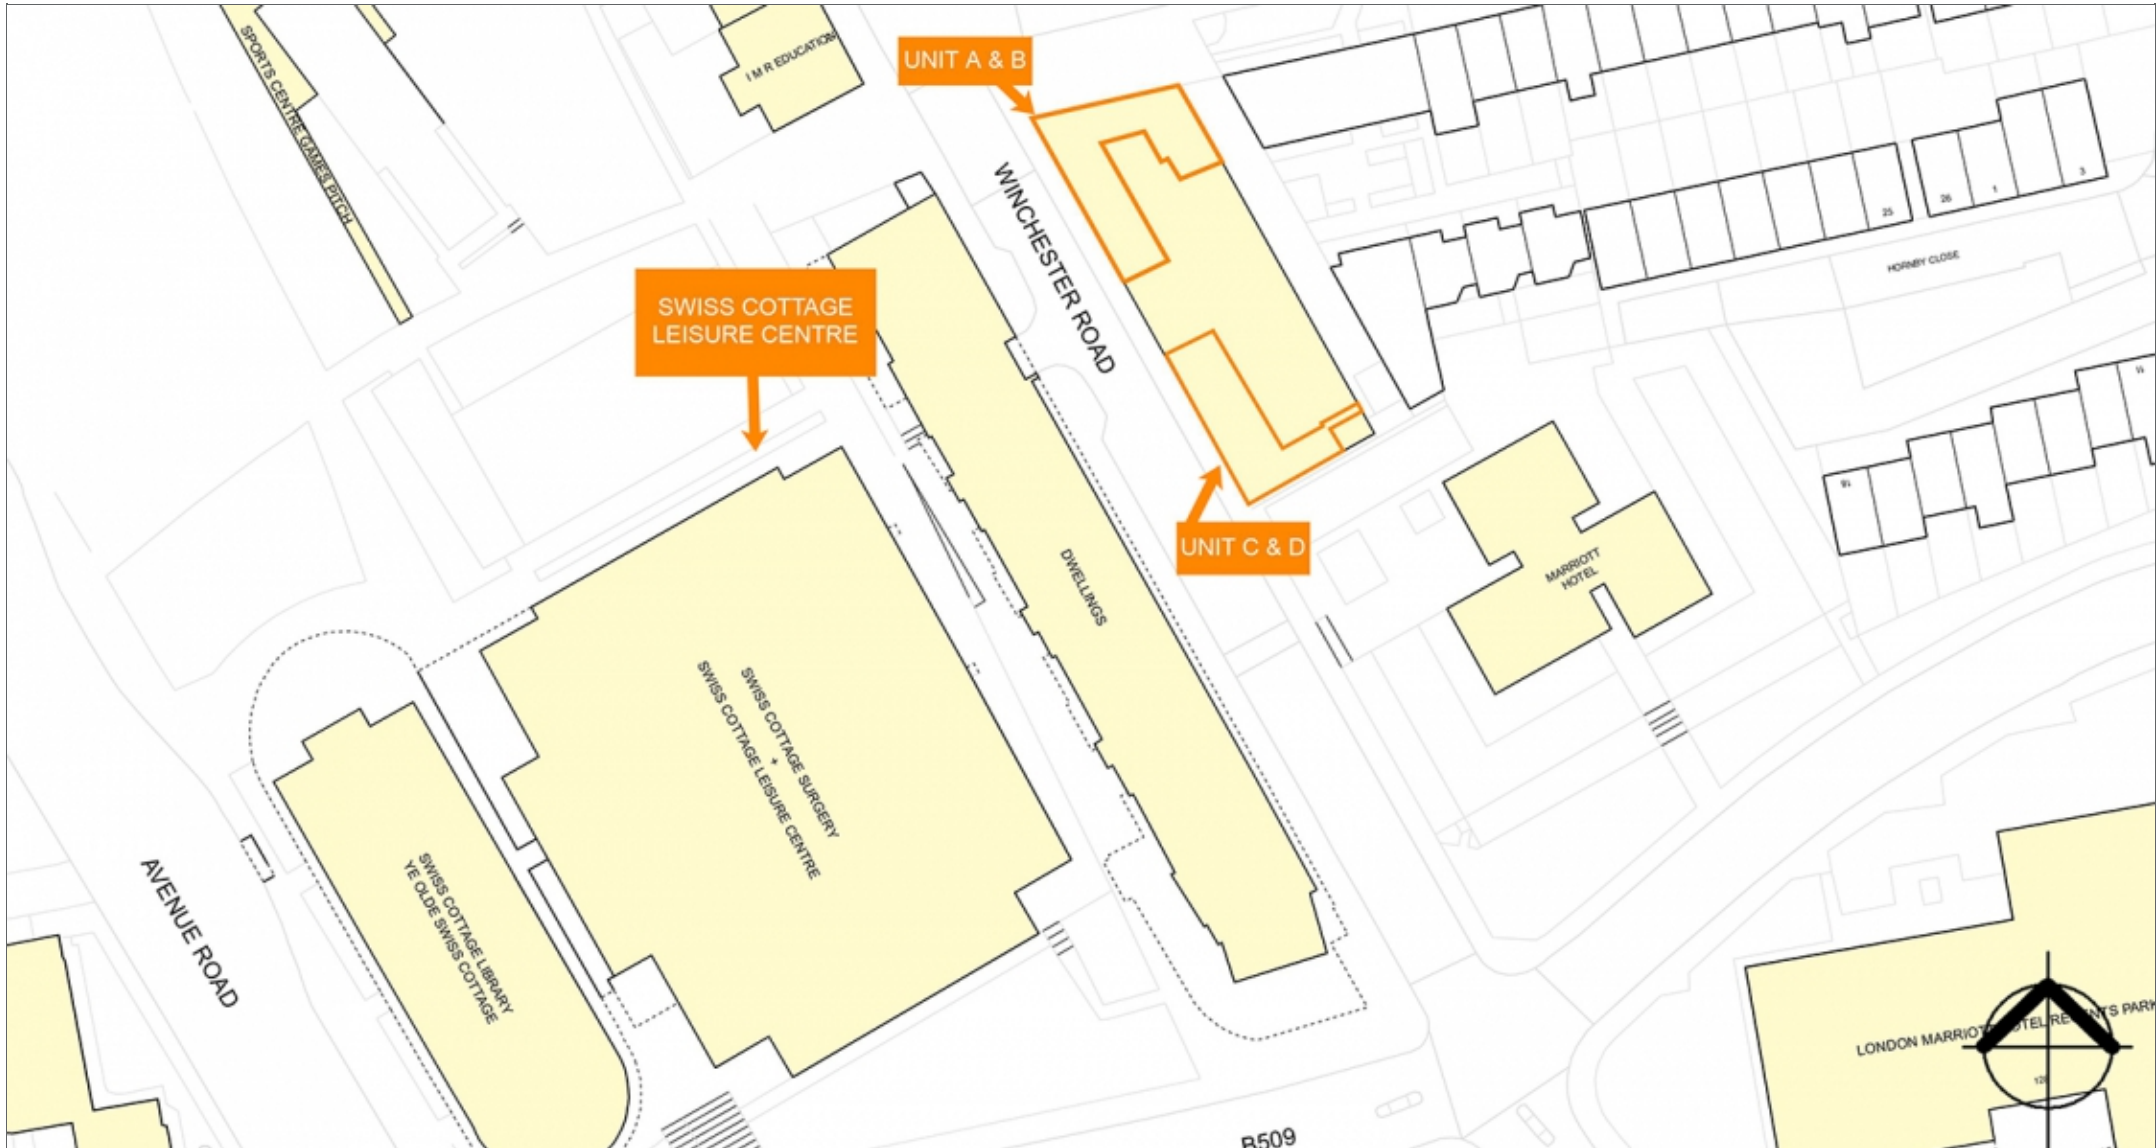 SPORTS CENTRE GAMES PITCH
I M R EDUCATION
UNIT A & B
WINCHESTER ROAD
25
26
1
3
HORNBY CLOSE
SWISS COTTAGE
LEISURE CENTRE
UNIT C & D
11
18
DWELLINGS
MARRIOTT
HOTEL
SWISS COTTAGE SURGERY
+
SWISS COTTAGE LEISURE CENTRE
SWISS COTTAGE LIBRARY
YE OLDE SWISS COTTAGE
AVENUE ROAD
LONDON MARRIOTT HOTEL REGENTS PARK
B509